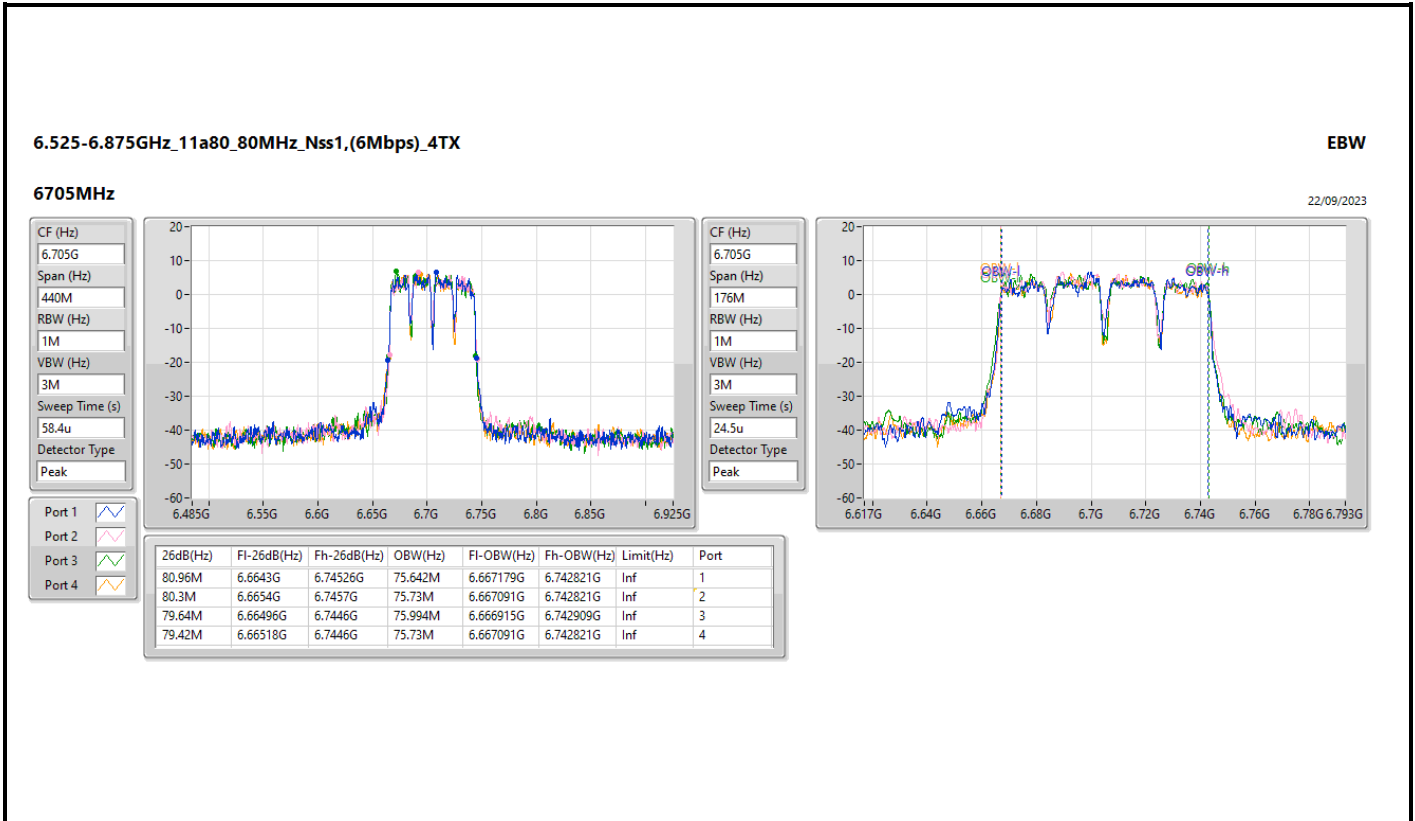 6.525-6.875GHz_11a80_80MHz_Nss1,(6Mbps)_4TX
EBW
6705MHz
22/09/2023
CF (Hz)
6.705G
Span (Hz)
440M
RBW (Hz)
1M
VBW (Hz)
3M
Sweep Time (s)
58.4u
Detector Type
Peak
Port 1
Port 2
Port 3
Port 4
20
10
0
-10
-20
-30
-40
-50
-60
6.485G 6.55G 6.6G 6.65G 6.7G 6.75G 6.8G 6.85G 6.925G
CF (Hz)
6.705G
Span (Hz)
176M
RBW (Hz)
1M
VBW (Hz)
3M
Sweep Time (s)
24.5u
Detector Type
Peak
20
10
0
-10
-20
-30
-40
-50
-60
OBW-l OBW-h
6.617G 6.64G 6.66G 6.68G 6.7G 6.72G 6.74G 6.76G 6.78G 6.793G
26dB(Hz) Fl-26dB(Hz) Fh-26dB(Hz) OBW(Hz) Fl-OBW(Hz) Fh-OBW(Hz) Limit(Hz) Port
80.96M 6.6643G 6.74526G 75.642M 6.667179G 6.742821G Inf 1
80.3M 6.6654G 6.7457G 75.73M 6.667091G 6.742821G Inf 2
79.64M 6.66496G 6.7446G 75.994M 6.666915G 6.742909G Inf 3
79.42M 6.66518G 6.7446G 75.73M 6.667091G 6.742821G Inf 4